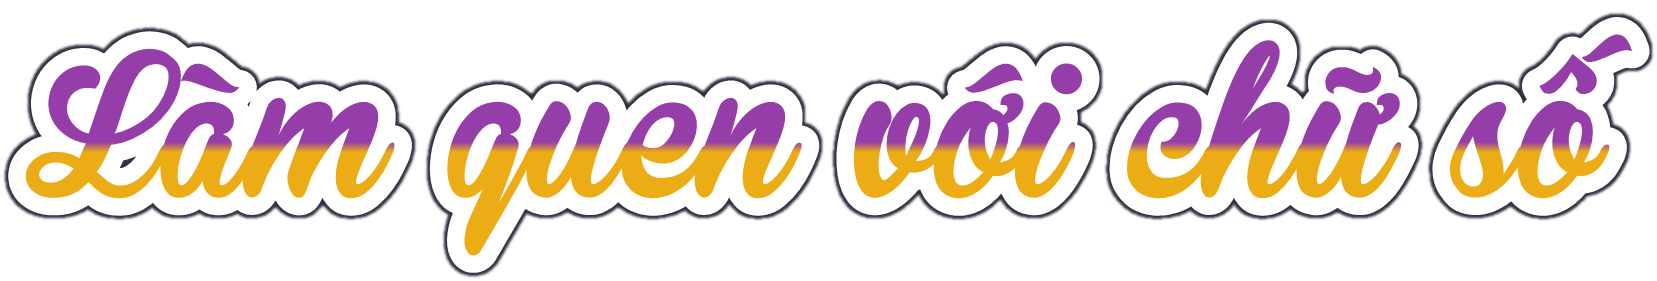 Làm quen với chữ số